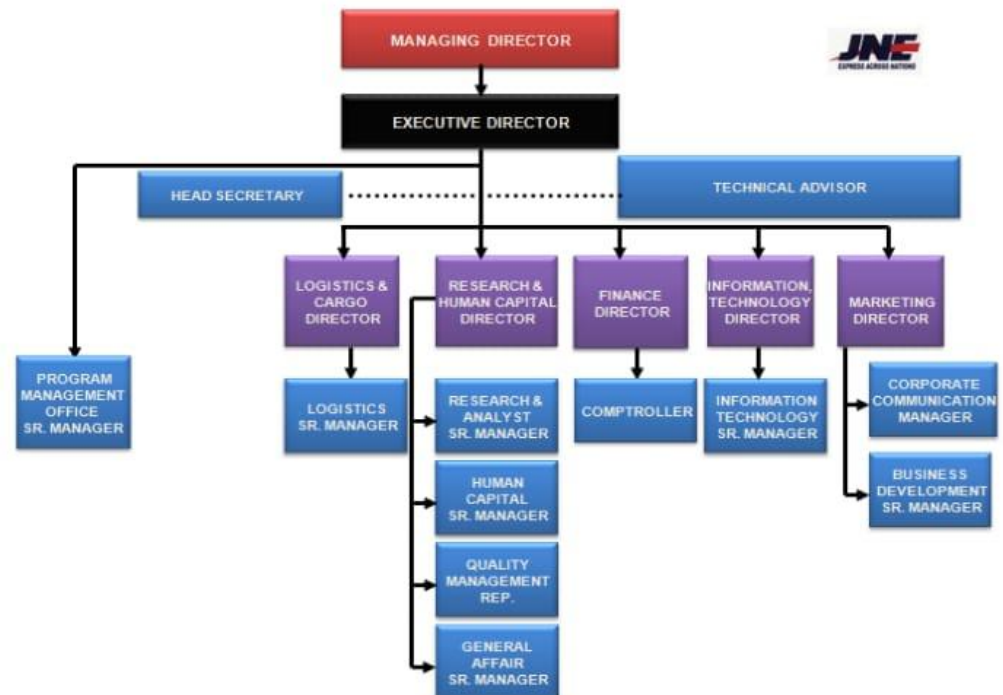 MANAGING DIRECTOR
JNE
EXPRESS ACROSS NATIONS
EXECUTIVE DIRECTOR
HEAD SECRETARY
TECHNICAL ADVISOR
LOGISTICS &
CARGO
DIRECTOR
RESEARCH &
HUMAN CAPITAL
DIRECTOR
FINANCE
DIRECTOR
INFORMATION,
TECHNOLOGY
DIRECTOR
MARKETING
DIRECTOR
PROGRAM
MANAGEMENT
OFFICE
SR. MANAGER
LOGISTICS
SR. MANAGER
RESEARCH &
ANALYST
SR. MANAGER
COMPTROLLER
INFORMATION
TECHNOLOGY
SR. MANAGER
CORPORATE
COMMUNICATION
MANAGER
HUMAN
CAPITAL
SR. MANAGER
BUSINESS
DEVELOPMENT
SR. MANAGER
QUALITY
MANAGEMENT
REP.
GENERAL
AFFAIR
SR. MANAGER